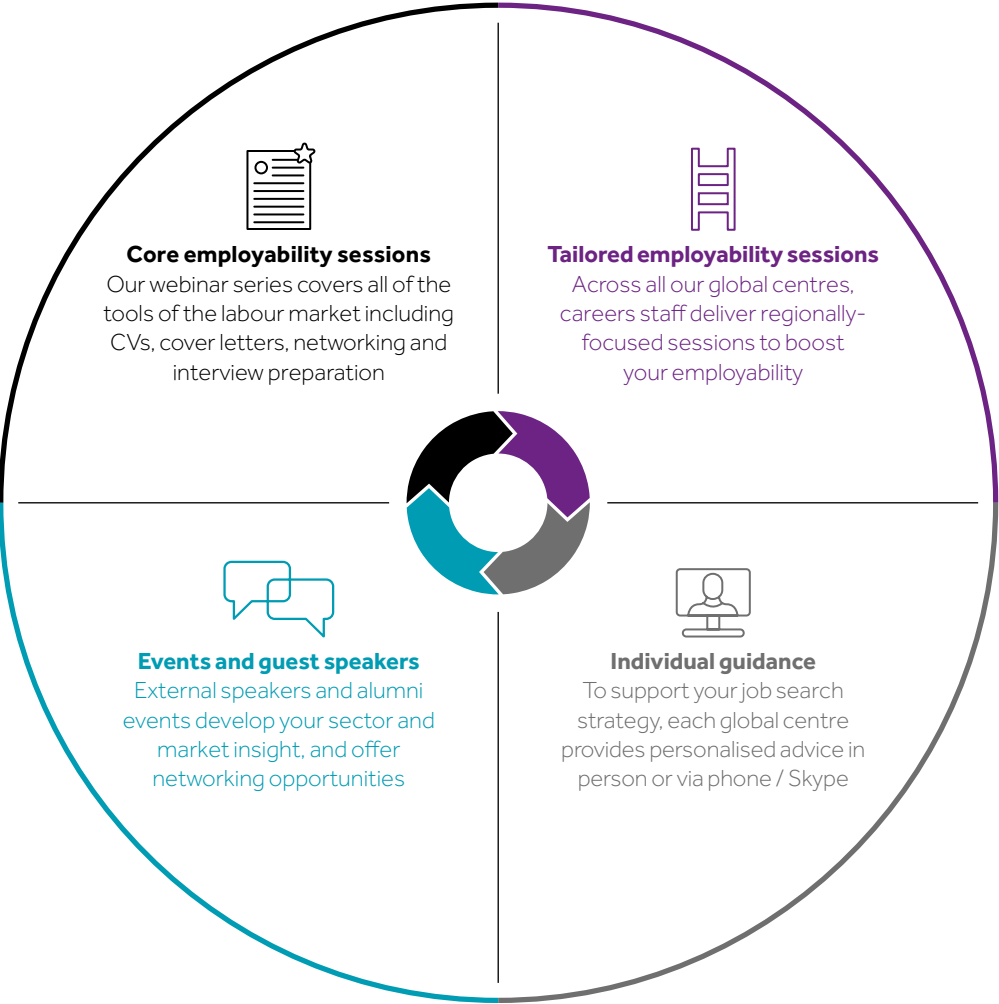 Core employability sessions
Our webinar series covers all of the
tools of the labour market including
CVs, cover letters, networking and
interview preparation
Tailored employability sessions
Across all our global centres,
careers staff deliver regionally-
focused sessions to boost
your employability
Events and guest speakers
External speakers and alumni
events develop your sector and
market insight, and offer
networking opportunities
Individual guidance
To support your job search
strategy, each global centre
provides personalised advice in
person or via phone / Skype